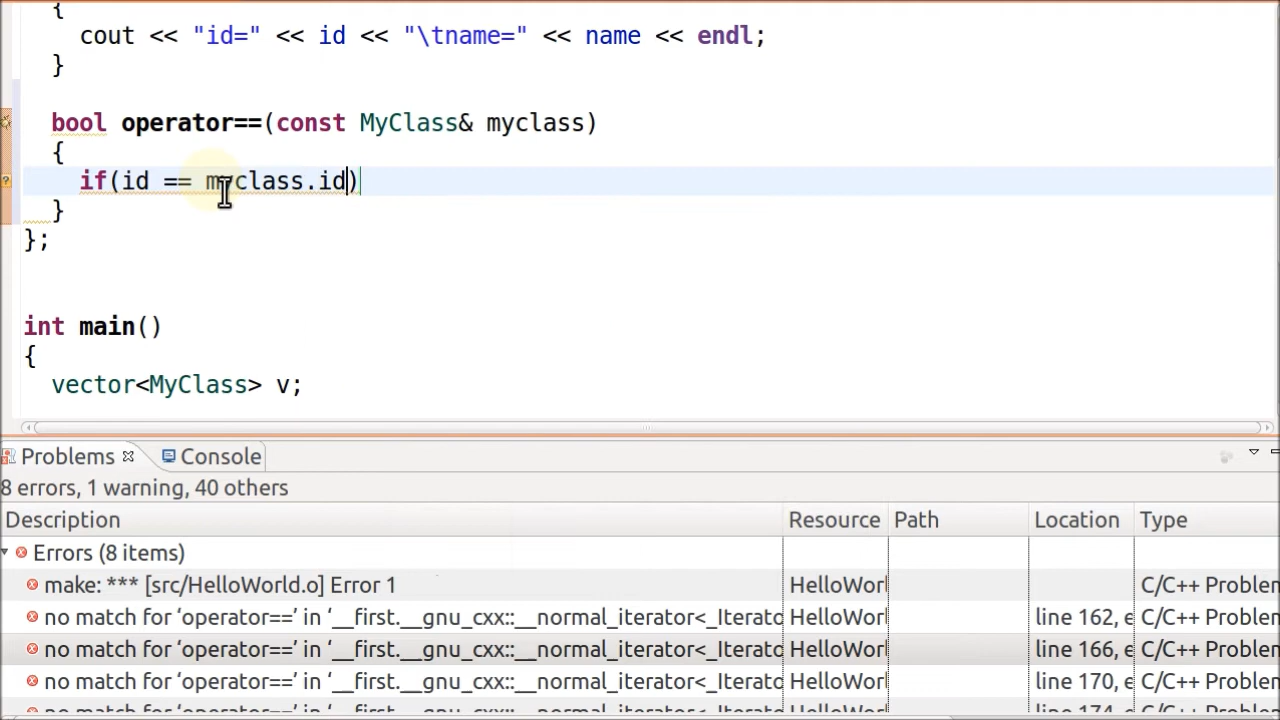 {
cout << "id=" << id << "\tname=" << name << endl;
}
bool operator==(const MyClass& myclass)
{
if(id == myclass.id)
}
};
int main()
{
vector<MyClass> v;
Problems Console
8 errors, 1 warning, 40 others
Description Resource Path Location Type
Errors (8 items)
make: *** [src/HelloWorld.o] Error 1 HelloWorl C/C++ Problem
no match for ‘operator==’ in ‘__first.__gnu_cxx::__normal_iterator<_Iterato HelloWorl line 162, e C/C++ Problem
no match for ‘operator==’ in ‘__first.__gnu_cxx::__normal_iterator<_Iterato HelloWorl line 166, e C/C++ Problem
no match for ‘operator==’ in ‘__first.__gnu_cxx::__normal_iterator<_Iterato HelloWorl line 170, e C/C++ Problem